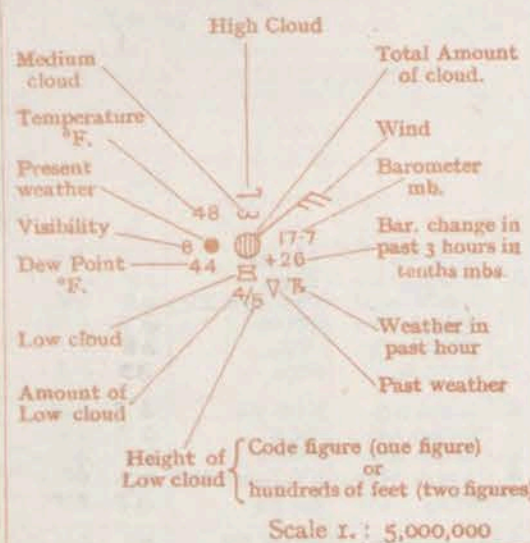 High Cloud
Medium
cloud
Total Amount
of cloud.
Temperature
°F.
Wind
Present
weather
Barometer
mb.
48
Visibility
6
17·7
Bar. change in
past 3 hours in
tenths mbs.
+26
Dew Point
°F.
44
4/5
Low cloud
Weather in
past hour
Amount of
Low cloud
Past weather
Height of
Low cloud
Code figure (one figure)
or
hundreds of feet (two figures)
Scale 1. : 5,000,000